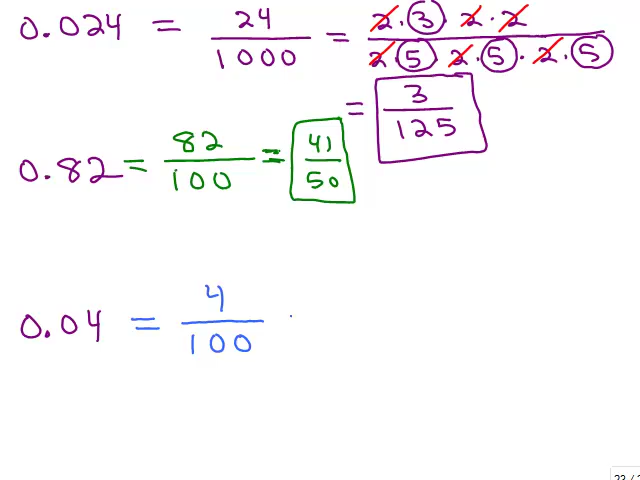 0.024 = 24/1000 = 2·3·2·2/2·5·2·5·2·5
= 3/125
0.82 = 82/100 = 41/50
0.04 = 4/100